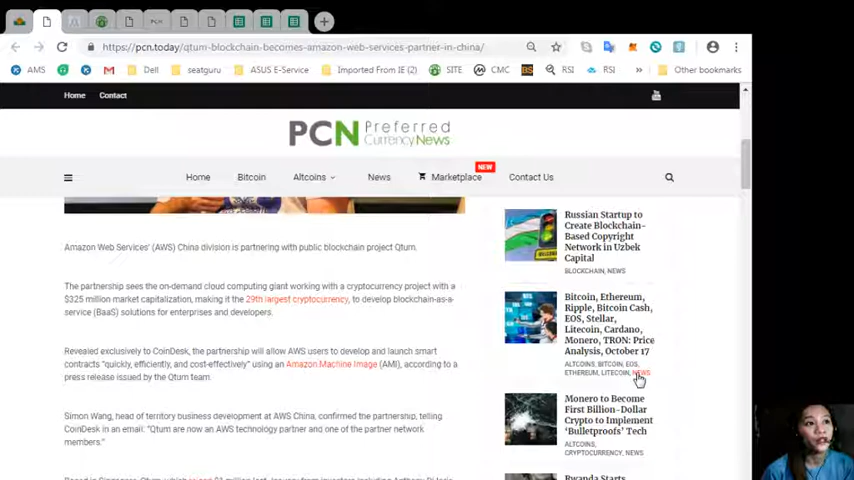 https://pcn.today/qtum-blockchain-becomes-amazon-web-services-partner-in-china/
AMS
Dell
seatguru
ASUS E-Service
Imported From IE (2)
SITE
CMC
RSI
RSI
Other bookmarks
Home
Contact
PCN Preferred
Currency News
Home
Bitcoin
Altcoins
News
NEW
Marketplace
Contact Us
Amazon Web Services' (AWS) China division is partnering with public blockchain project Qtum.
The partnership sees the on-demand cloud computing giant working with a cryptocurrency project with a
$325 million market capitalization, making it the 29th largest cryptocurrency, to develop blockchain-as-a-
service (BaaS) solutions for enterprises and developers.
Revealed exclusively to CoinDesk, the partnership will allow AWS users to develop and launch smart
contracts "quickly, efficiently, and cost-effectively" using an Amazon Machine Image (AMI), according to a
press release issued by the Qtum team.
Simon Wang, head of territory business development at AWS China, confirmed the partnership, telling
CoinDesk in an email: "Qtum are now an AWS technology partner and one of the partner network
members."
Russian Startup to
Create Blockchain-
Based Copyright
Network in Uzbek
Capital
BLOCKCHAIN, NEWS
Bitcoin, Ethereum,
Ripple, Bitcoin Cash,
EOS, Stellar,
Litecoin, Cardano,
Monero, TRON: Price
Analysis, October 17
ALTCOINS, BITCOIN, EOS,
ETHEREUM, LITECOIN, NEWS
Monero to Become
First Billion-Dollar
Crypto to Implement
'Bulletproofs' Tech
ALTCOINS,
CRYPTOCURRENCY, NEWS
Rwanda Starts